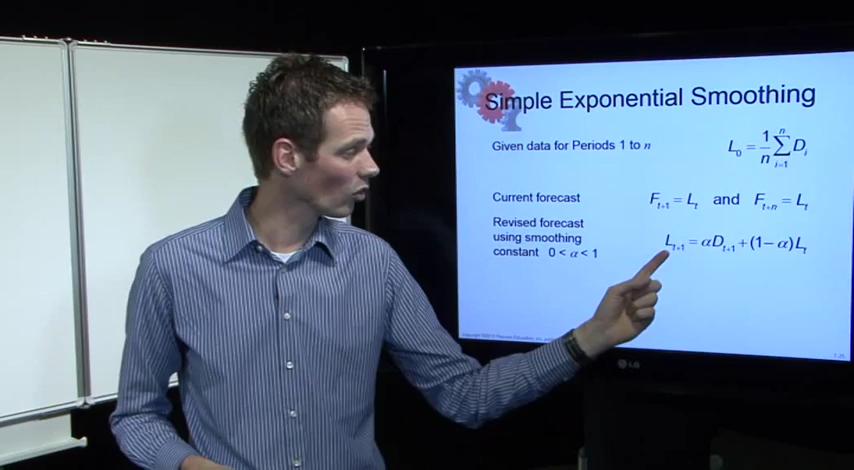 Simple Exponential Smoothing
Given data for Periods 1 to n
L₀ = 1/n ∑ⁿᵢ₌₁ Dᵢ
Current forecast
Fₜ₊₁ = Lₜ and Fₜ₊ₙ = Lₜ
Revised forecast
using smoothing
constant 0 < α < 1
Lₜ₊₁ = αDₜ₊₁ + (1 − α)Lₜ
LG